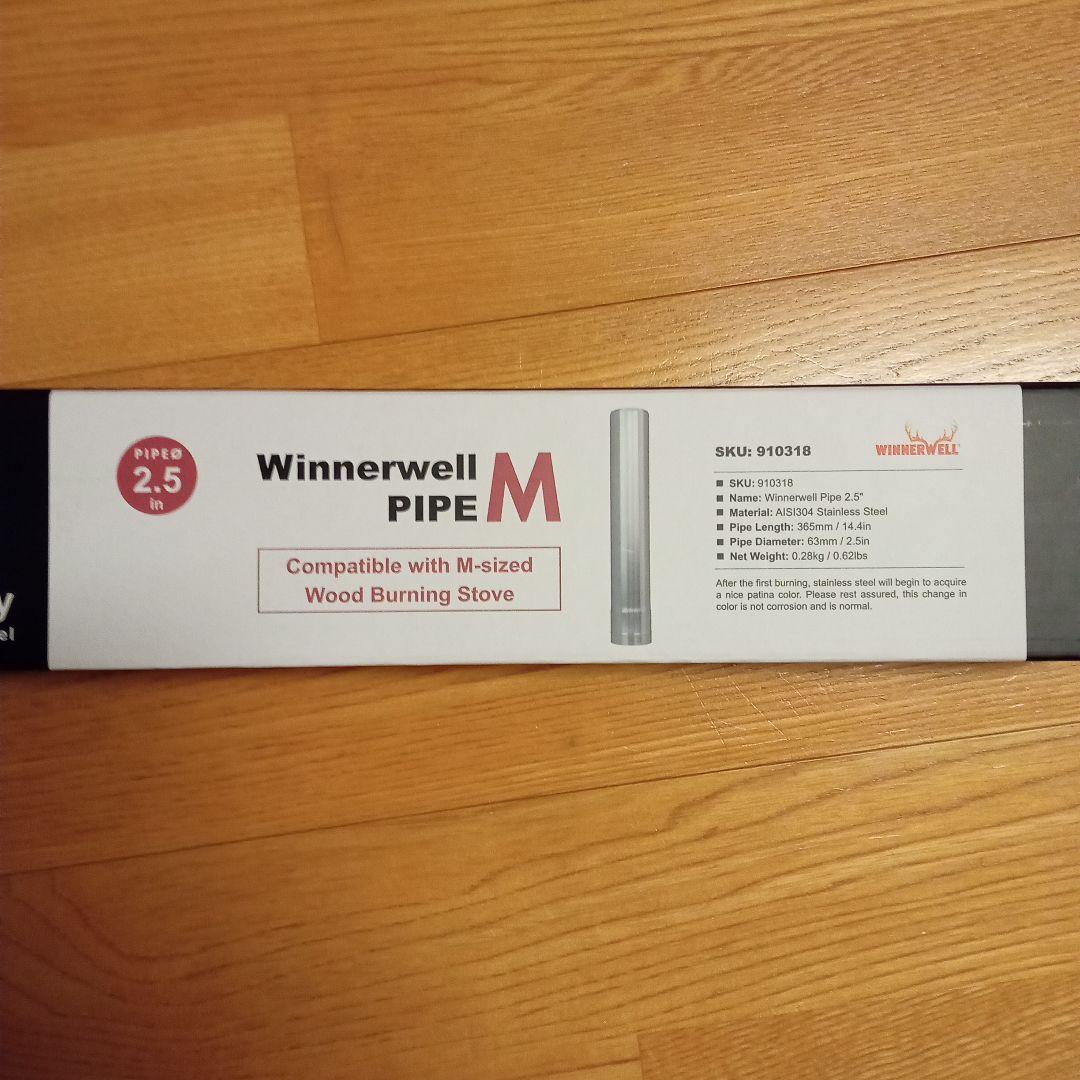 PIPEØ
2.5
in
Winnerwell
PIPE M
Compatible with M-sized
Wood Burning Stove
SKU: 910318
WINNERWELL
SKU: 910318
Name: Winnerwell Pipe 2.5"
Material: AISI304 Stainless Steel
Pipe Length: 365mm / 14.4in
Pipe Diameter: 63mm / 2.5in
Net Weight: 0.28kg / 0.62lbs
After the first burning, stainless steel will begin to acquire
a nice patina color. Please rest assured, this change in
color is not corrosion and is normal.
y
el